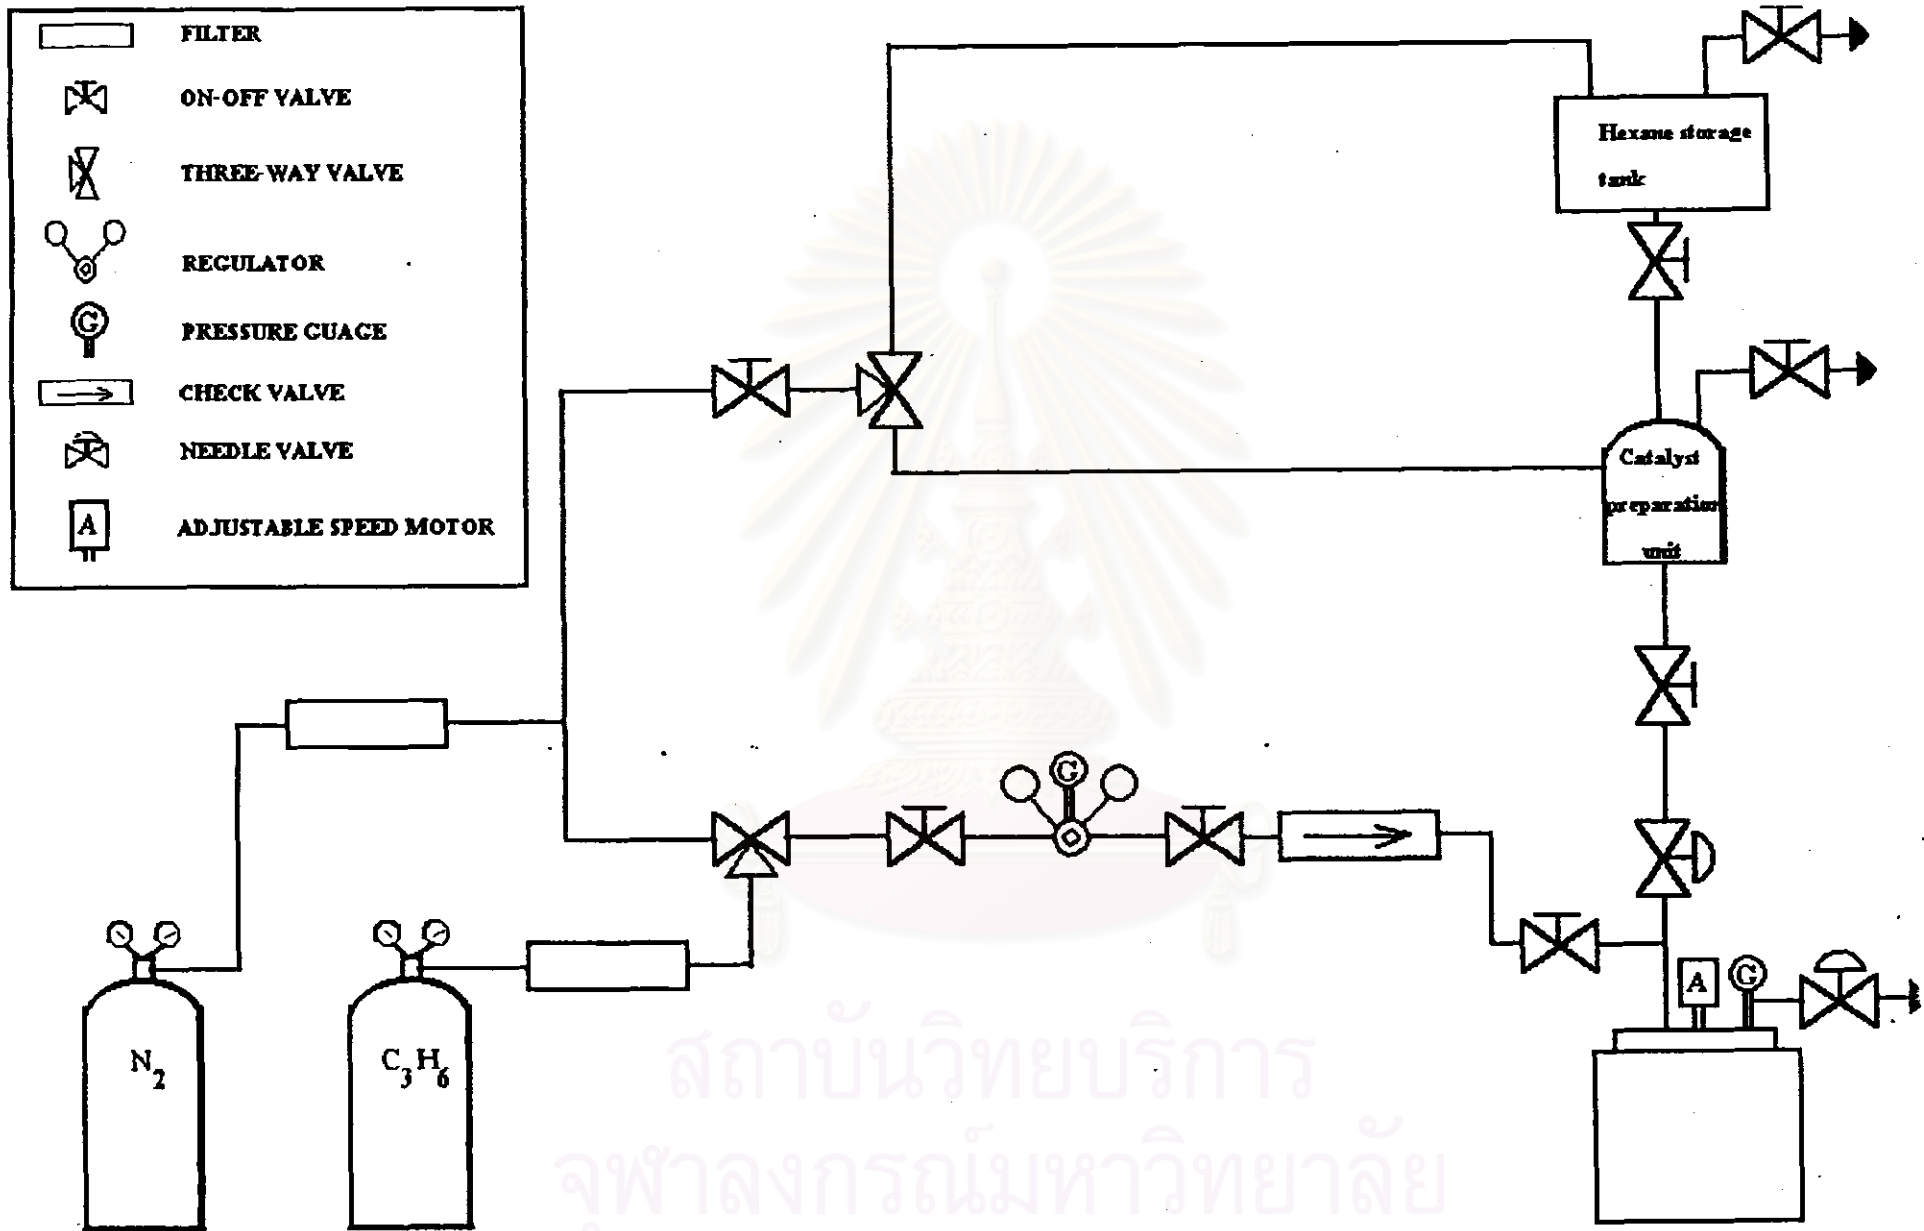 FILTER
ON-OFF VALVE
THREE-WAY VALVE
REGULATOR
G
PRESSURE GUAGE
CHECK VALVE
NEEDLE VALVE
A
ADJUSTABLE SPEED MOTOR
Hexane storage
tank
Catalyst
preparation
unit
G
A
G
N2
C3H6
สถาบันวิทยบริการ
จุฬาลงกรณ์มหาวิทยาลัย